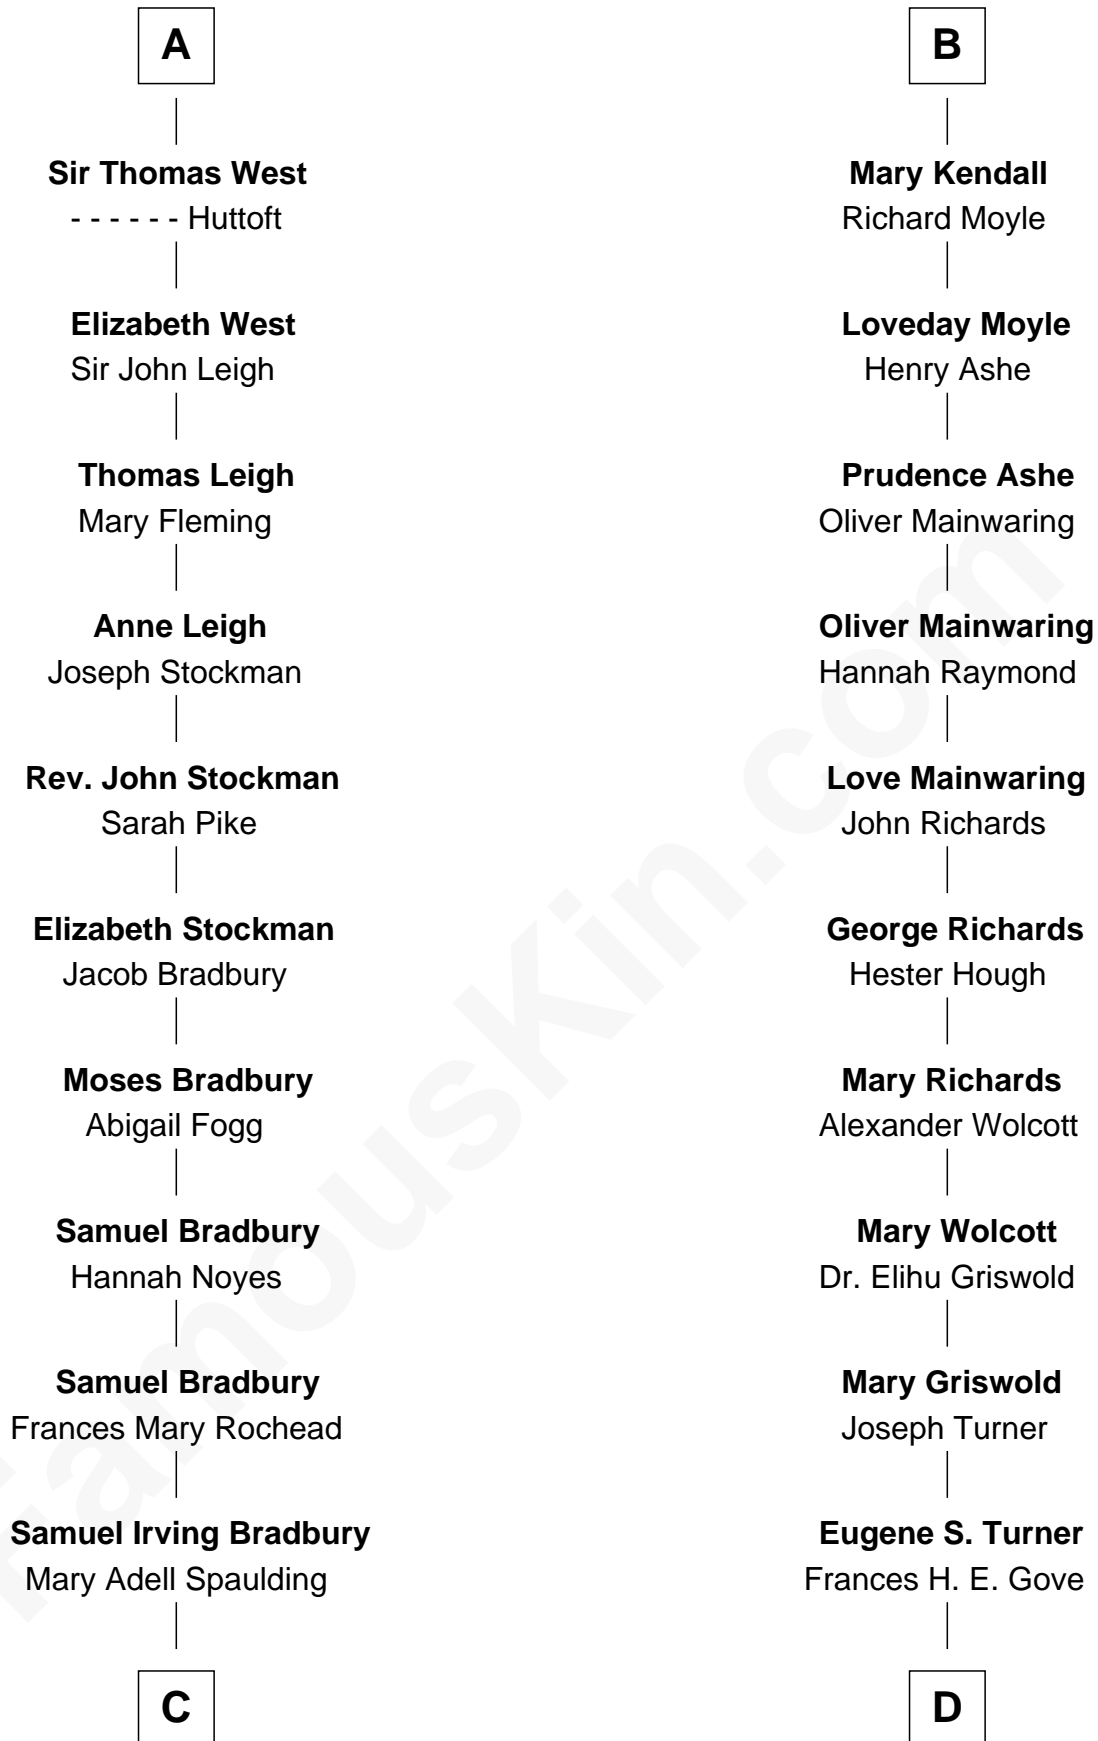 A
Sir Thomas West
- - - - - - Huttoft
Elizabeth West
Sir John Leigh
Thomas Leigh
Mary Fleming
Anne Leigh
Joseph Stockman
Rev. John Stockman
Sarah Pike
Elizabeth Stockman
Jacob Bradbury
Moses Bradbury
Abigail Fogg
Samuel Bradbury
Hannah Noyes
Samuel Bradbury
Frances Mary Rochead
Samuel Irving Bradbury
Mary Adell Spaulding
C
B
Mary Kendall
Richard Moyle
Loveday Moyle
Henry Ashe
Prudence Ashe
Oliver Mainwaring
Oliver Mainwaring
Hannah Raymond
Love Mainwaring
John Richards
George Richards
Hester Hough
Mary Richards
Alexander Wolcott
Mary Wolcott
Dr. Elihu Griswold
Mary Griswold
Joseph Turner
Eugene S. Turner
Frances H. E. Gove
D
FamousKin.com